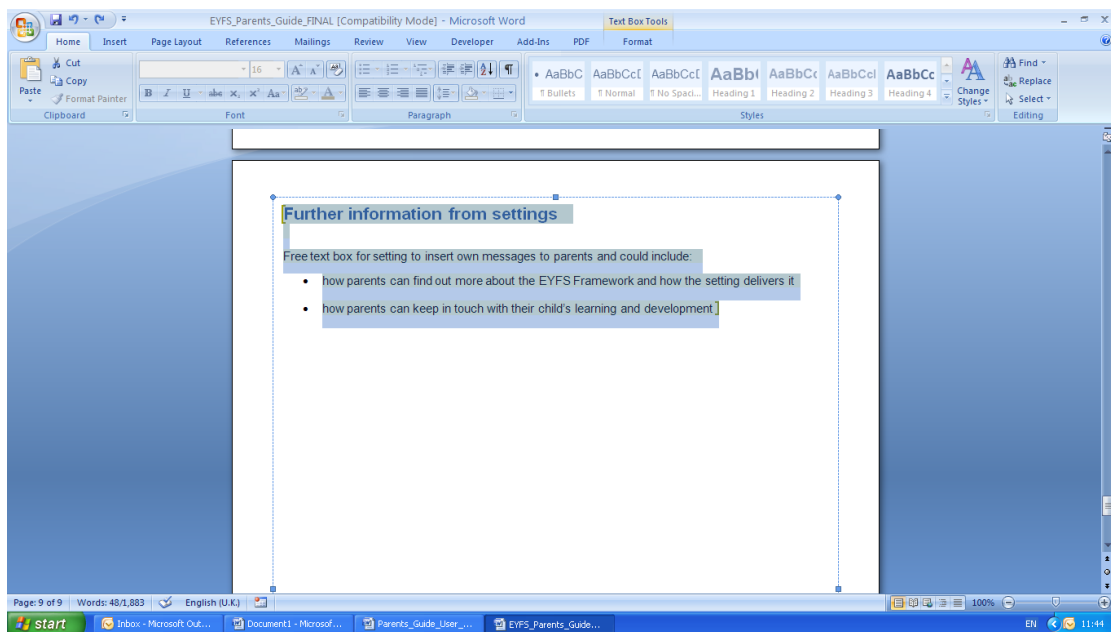 EYFS_Parents_Guide_FINAL [Compatibility Mode] - Microsoft Word
Text Box Tools
Home Insert Page Layout References Mailings Review View Developer Add-Ins PDF Format
Cut
Copy
Format Painter
Paste
16
AaBbC AaBbCcI AaBbCcI AaBb( AaBbCc AaBbCcI AaBbCc
Bullets ¶ Normal ¶ No Spaci... Heading 1 Heading 2 Heading 3 Heading 4
Change Styles
Find
Replace
Select
Clipboard Font Paragraph Styles Editing
Further information from settings
Free text box for setting to insert own messages to parents and could include:
• how parents can find out more about the EYFS Framework and how the setting delivers it
• how parents can keep in touch with their child's learning and development
Page: 9 of 9 Words: 48/1,883 English (U.K.) 100%
start Inbox - Microsoft Out... Document1 - Microsof... Parents_Guide_User_... EYFS_Parents_Guide... EN 11:44